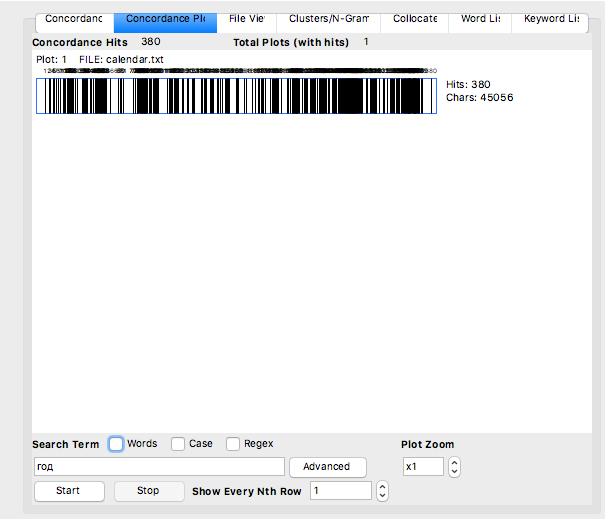 Concordanc Concordance Plo File Vie Clusters/N-Gram Collocate Word Lis Keyword Lis
Concordance Hits 380 Total Plots (with hits) 1
Plot: 1 FILE: calendar.txt
Hits: 380
Chars: 45056
Search Term Words Case Regex Plot Zoom
год Advanced x1
Start Stop Show Every Nth Row 1